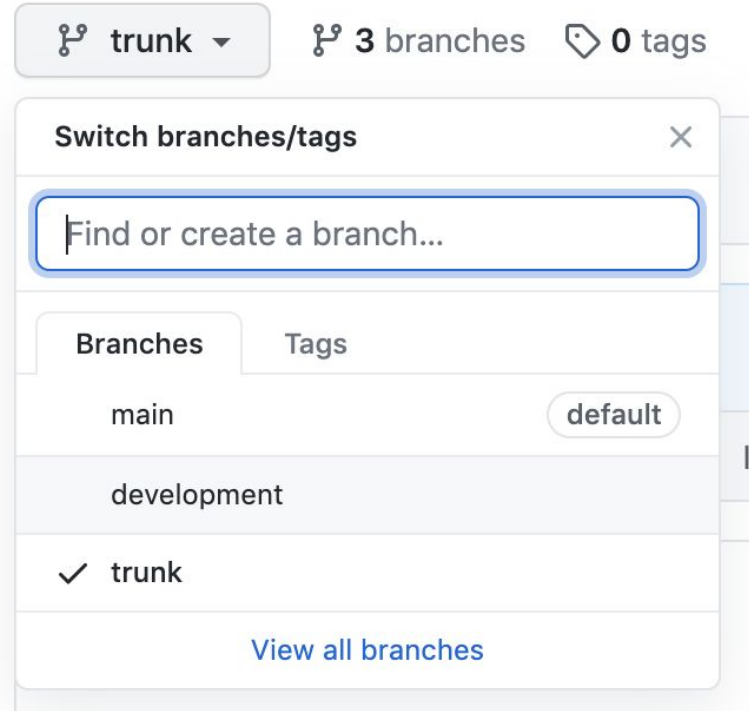 trunk 3 branches 0 tags
Switch branches/tags
Find or create a branch...
Branches Tags
main default
development
trunk
View all branches